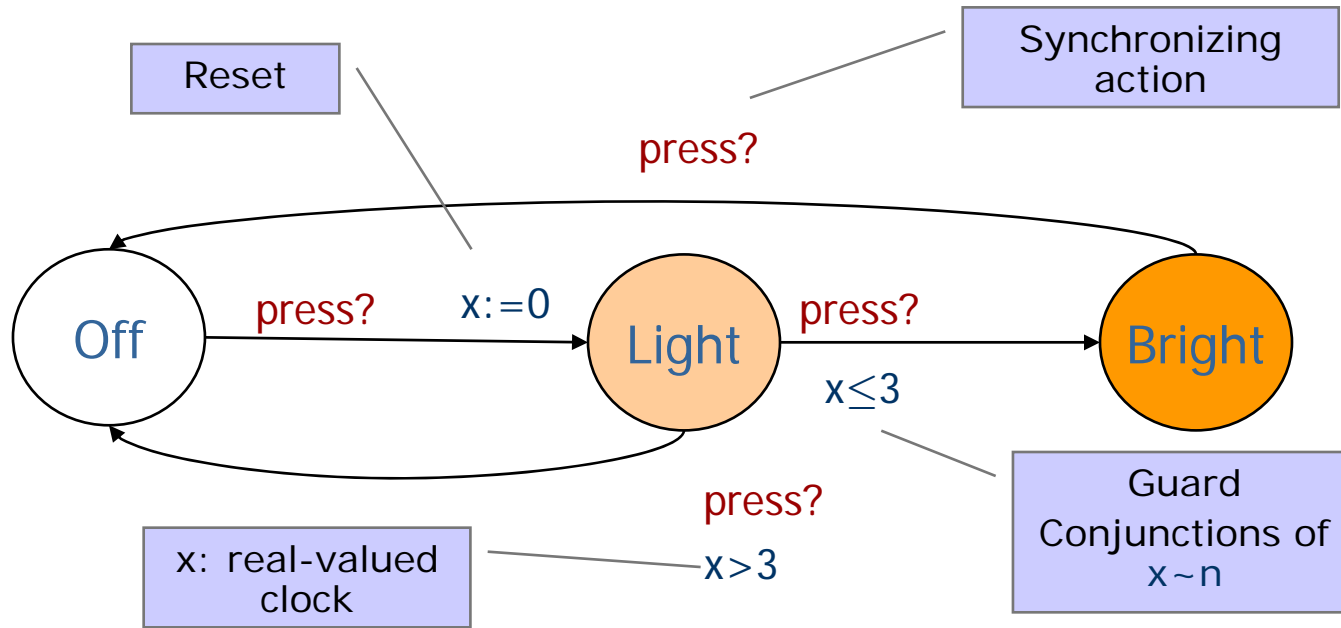 Reset
Synchronizing
action
press?
Off
press?
x:=0
Light
press?
Bright
x≤3
press?
x>3
x: real-valued
clock
Guard
Conjunctions of
x~n